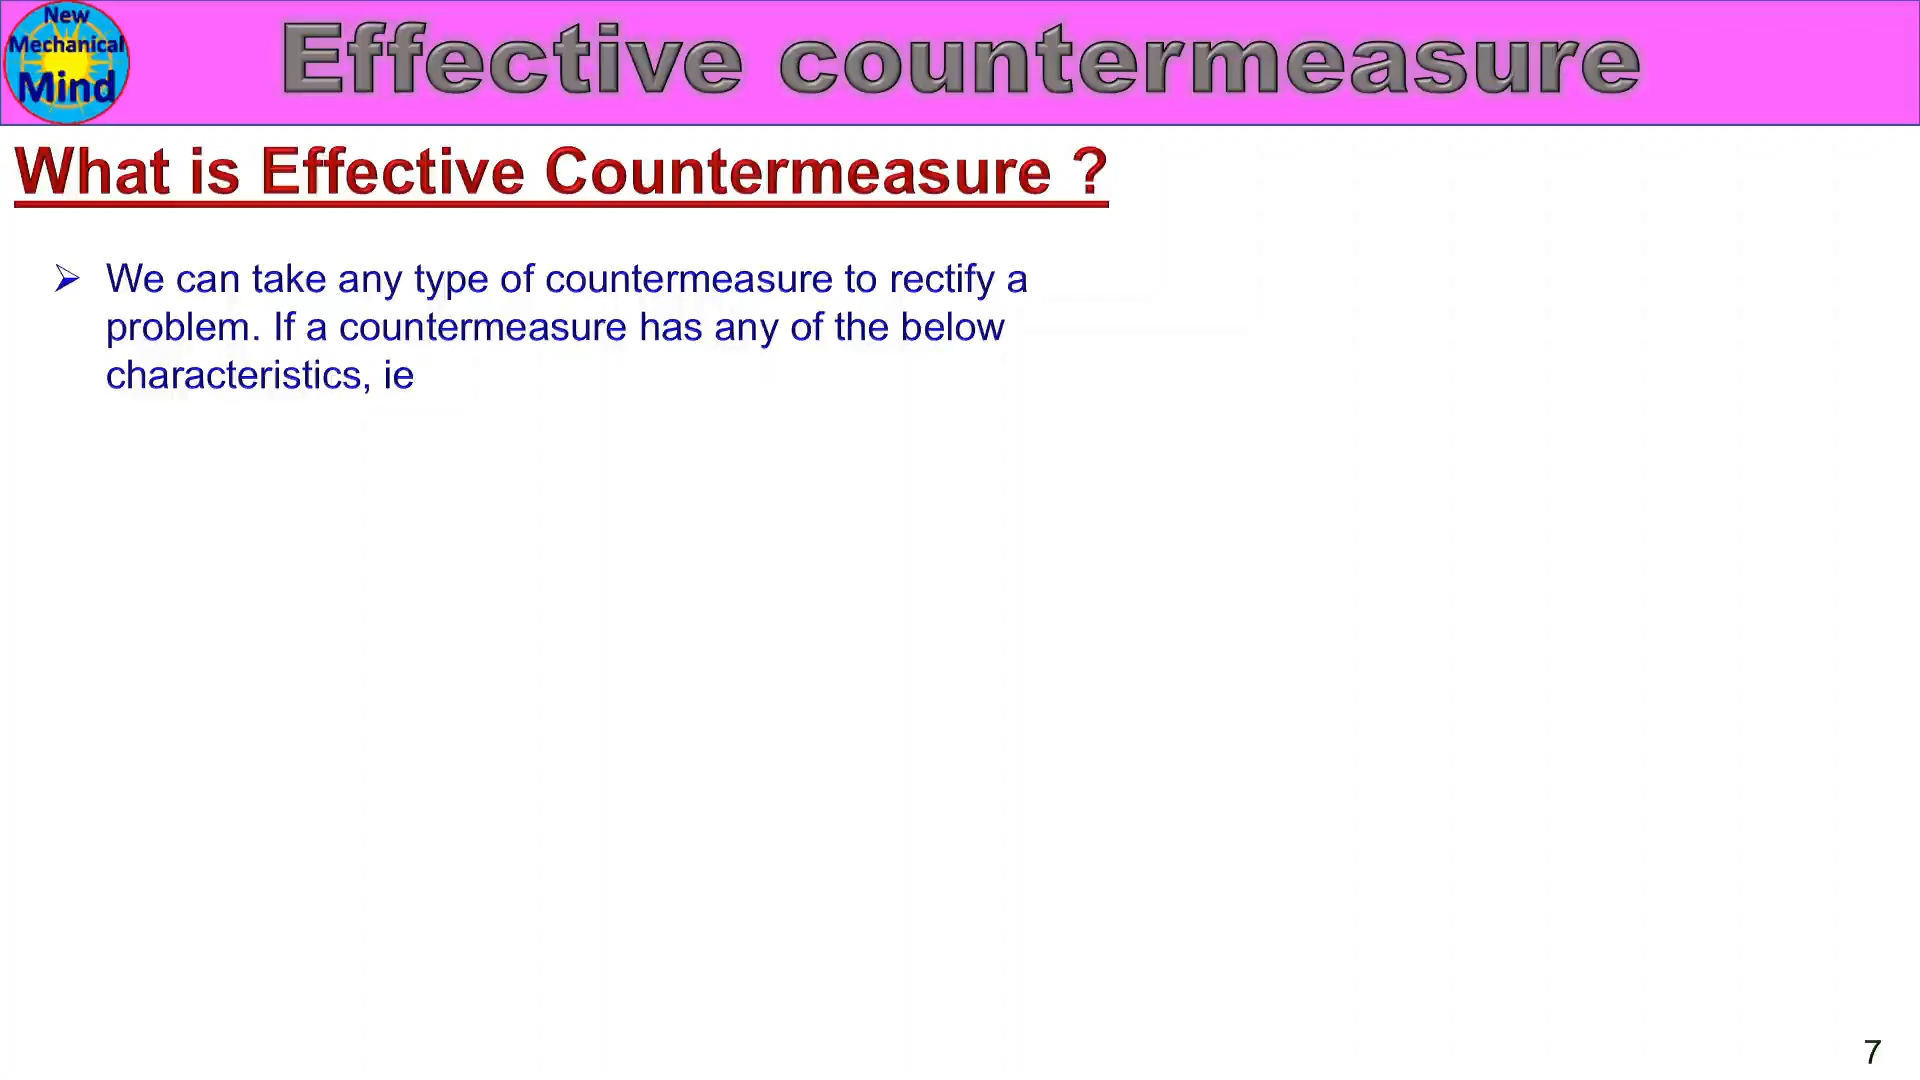 New
Mechanical
Mind
Effective countermeasure
What is Effective Countermeasure ?
We can take any type of countermeasure to rectify a
problem. If a countermeasure has any of the below
characteristics, ie
7